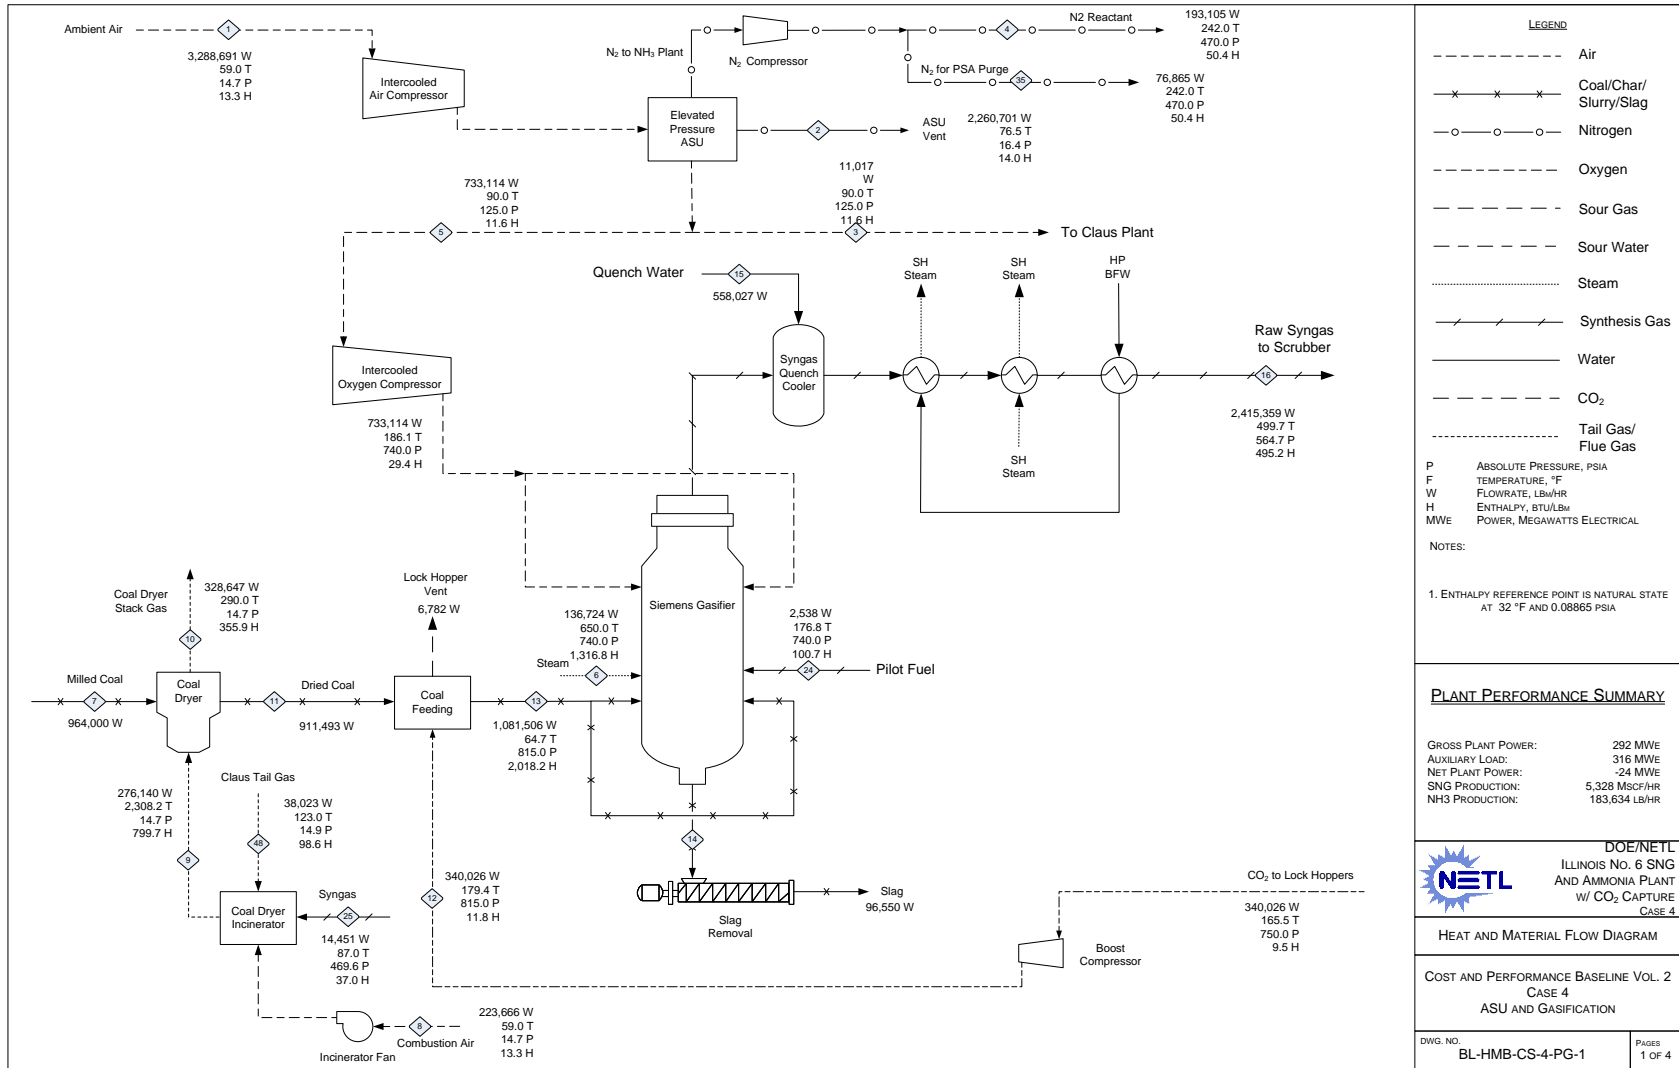 Ambient Air
1
3,288,691 W
59.0 T
14.7 P
13.3 H
Intercooled
Air Compressor
N₂ to NH₃ Plant
N₂ Compressor
4
N2 Reactant
193,105 W
242.0 T
470.0 P
50.4 H
N₂ for PSA Purge
35
76,865 W
242.0 T
470.0 P
50.4 H
Elevated
Pressure
ASU
2
ASU
Vent
2,260,701 W
76.5 T
16.4 P
14.0 H
733,114 W
90.0 T
125.0 P
11.6 H
5
11,017
W
90.0 T
125.0 P
11.6 H
3
To Claus Plant
Quench Water
15
558,027 W
SH
Steam
SH
Steam
HP
BFW
Syngas
Quench
Cooler
SH
Steam
Raw Syngas
to Scrubber
16
2,415,359 W
499.7 T
564.7 P
495.2 H
Intercooled
Oxygen Compressor
733,114 W
186.1 T
740.0 P
29.4 H
Siemens Gasifier
Coal Dryer
Stack Gas
328,647 W
290.0 T
14.7 P
355.9 H
10
Lock Hopper
Vent
6,782 W
136,724 W
650.0 T
740.0 P
1,316.8 H
Steam
6
2,538 W
176.8 T
740.0 P
100.7 H
24
Pilot Fuel
Milled Coal
7
964,000 W
Coal
Dryer
11
Dried Coal
911,493 W
Coal
Feeding
13
1,081,506 W
64.7 T
815.0 P
2,018.2 H
276,140 W
2,308.2 T
14.7 P
799.7 H
9
Claus Tail Gas
38,023 W
123.0 T
14.9 P
98.6 H
48
Coal Dryer
Incinerator
Syngas
25
14,451 W
87.0 T
469.6 P
37.0 H
340,026 W
179.4 T
815.0 P
11.8 H
12
14
Slag
96,550 W
Slag
Removal
CO₂ to Lock Hoppers
340,026 W
165.5 T
750.0 P
9.5 H
Boost
Compressor
Incinerator Fan
8
Combustion Air
223,666 W
59.0 T
14.7 P
13.3 H
LEGEND
Air
Coal/Char/
Slurry/Slag
Nitrogen
Oxygen
Sour Gas
Sour Water
Steam
Synthesis Gas
Water
CO₂
Tail Gas/
Flue Gas
P ABSOLUTE PRESSURE, PSIA
F TEMPERATURE, °F
W FLOWRATE, LBM/HR
H ENTHALPY, BTU/LBM
MWE POWER, MEGAWATTS ELECTRICAL
NOTES:
1. ENTHALPY REFERENCE POINT IS NATURAL STATE
AT 32 °F AND 0.08865 PSIA
PLANT PERFORMANCE SUMMARY
GROSS PLANT POWER: 292 MWE
AUXILIARY LOAD: 316 MWE
NET PLANT POWER: -24 MWE
SNG PRODUCTION: 5,328 MSCF/HR
NH3 PRODUCTION: 183,634 LB/HR
NETL
DOE/NETL
ILLINOIS NO. 6 SNG
AND AMMONIA PLANT
W/ CO₂ CAPTURE
CASE 4
HEAT AND MATERIAL FLOW DIAGRAM
COST AND PERFORMANCE BASELINE VOL. 2
CASE 4
ASU AND GASIFICATION
DWG. NO.
BL-HMB-CS-4-PG-1
PAGES
1 OF 4